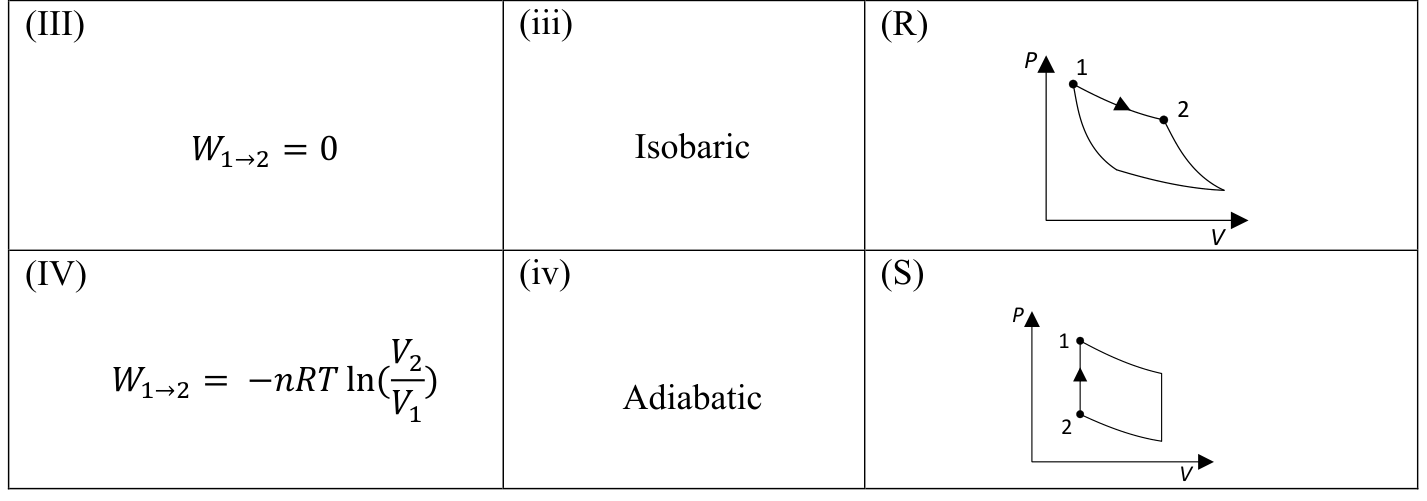 (III) (iii) (R)
P 1
2
W₁→₂ = 0 Isobaric
V
(IV) (iv) (S)
P
1
W₁→₂ = −nRT ln(V₂/V₁) Adiabatic
2
V